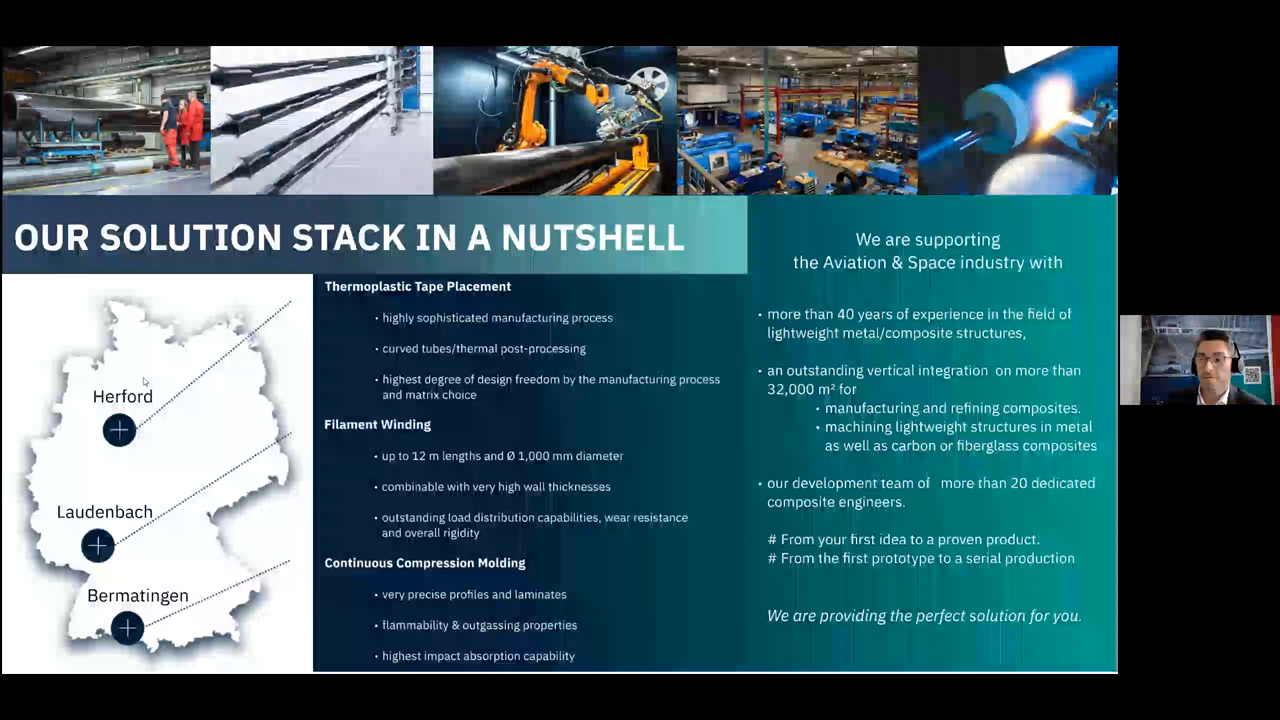 OUR SOLUTION STACK IN A NUTSHELL
Herford
Laudenbach
Bermatingen
Thermoplastic Tape Placement
• highly sophisticated manufacturing process
• curved tubes/thermal post-processing
• highest degree of design freedom by the manufacturing process
and matrix choice
Filament Winding
• up to 12 m lengths and Ø 1,000 mm diameter
• combinable with very high wall thicknesses
• outstanding load distribution capabilities, wear resistance
and overall rigidity
Continuous Compression Molding
• very precise profiles and laminates
• flammability & outgassing properties
• highest impact absorption capability
We are supporting
the Aviation & Space industry with
• more than 40 years of experience in the field of
lightweight metal/composite structures,
• an outstanding vertical integration on more than
32,000 m² for
• manufacturing and refining composites.
• machining lightweight structures in metal
as well as carbon or fiberglass composites
• our development team of more than 20 dedicated
composite engineers.
# From your first idea to a proven product.
# From the first prototype to a serial production
We are providing the perfect solution for you.